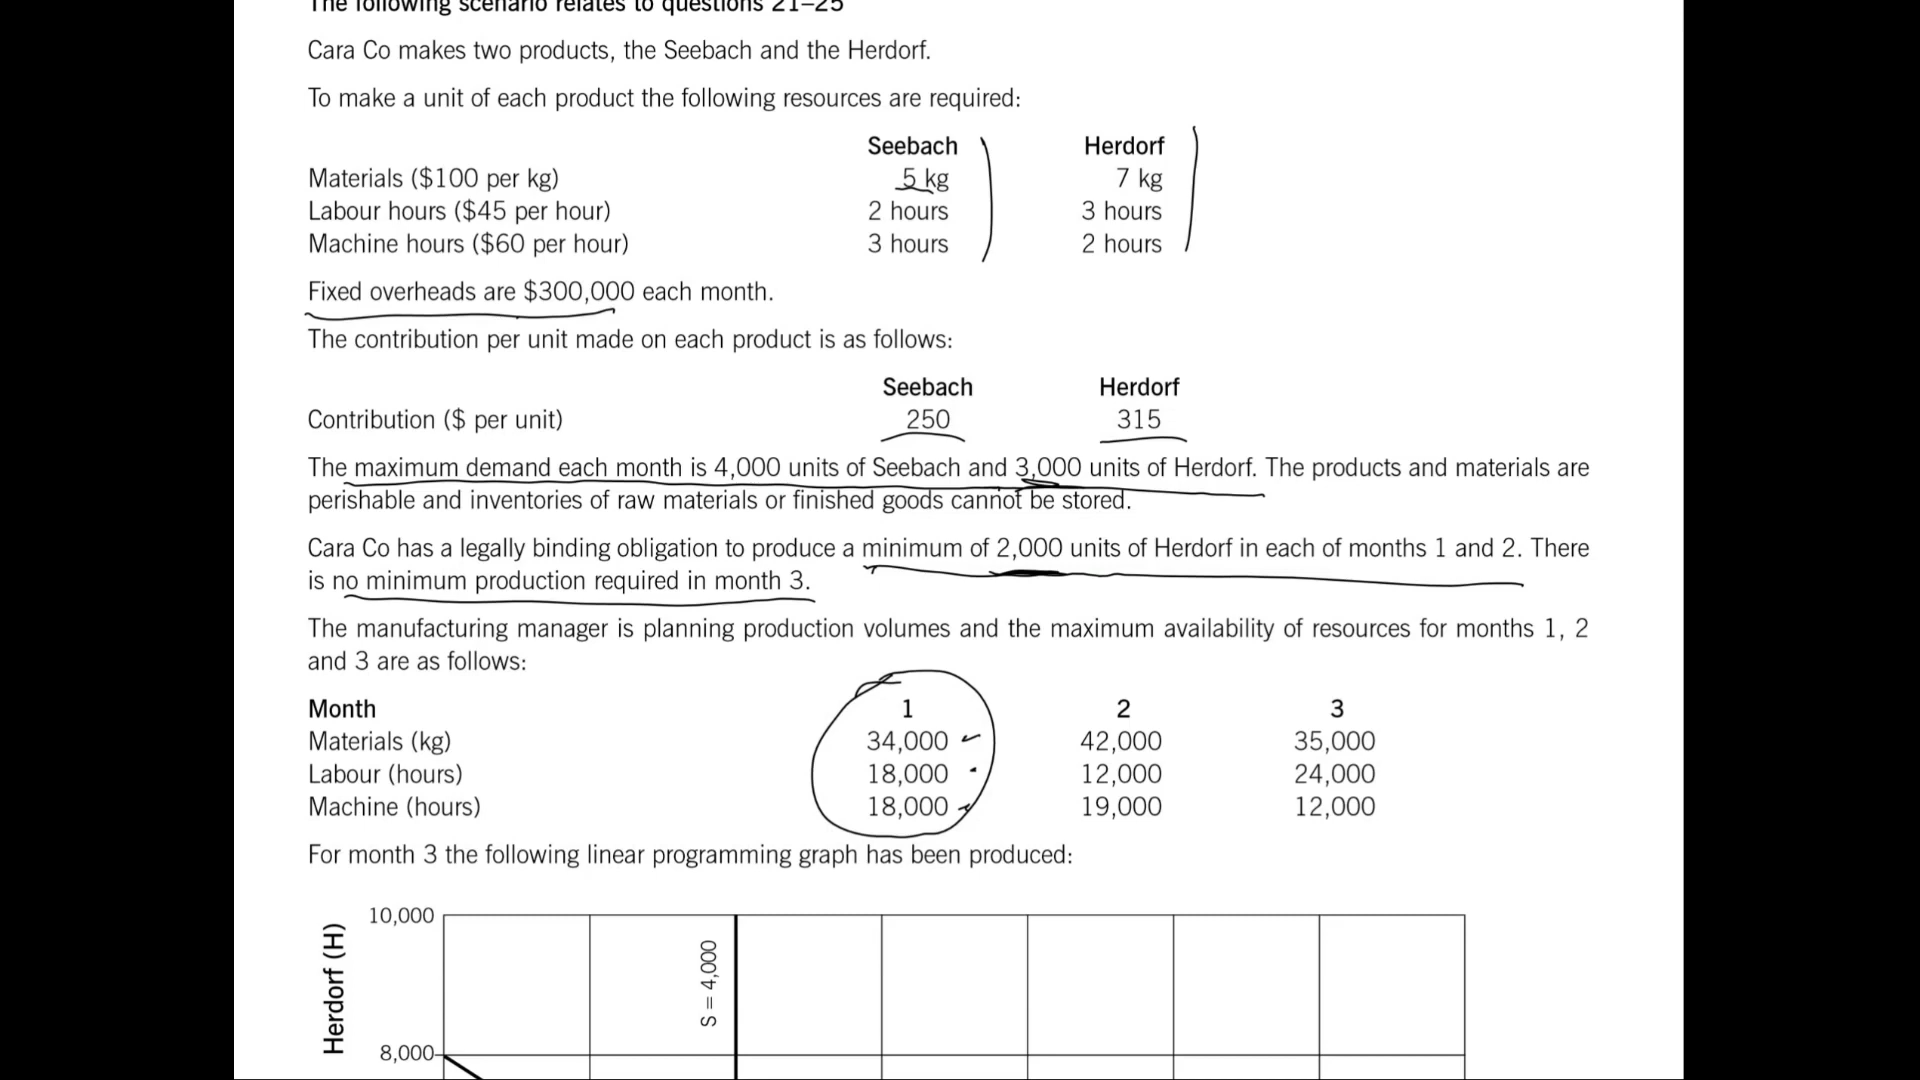 The following scenario relates to questions 21–25
Cara Co makes two products, the Seebach and the Herdorf.
To make a unit of each product the following resources are required:
Seebach Herdorf
Materials ($100 per kg) 5 kg 7 kg
Labour hours ($45 per hour) 2 hours 3 hours
Machine hours ($60 per hour) 3 hours 2 hours
Fixed overheads are $300,000 each month.
The contribution per unit made on each product is as follows:
Seebach Herdorf
Contribution ($ per unit) 250 315
The maximum demand each month is 4,000 units of Seebach and 3,000 units of Herdorf. The products and materials are
perishable and inventories of raw materials or finished goods cannot be stored.
Cara Co has a legally binding obligation to produce a minimum of 2,000 units of Herdorf in each of months 1 and 2. There
is no minimum production required in month 3.
The manufacturing manager is planning production volumes and the maximum availability of resources for months 1, 2
and 3 are as follows:
Month 1 2 3
Materials (kg) 34,000 42,000 35,000
Labour (hours) 18,000 12,000 24,000
Machine (hours) 18,000 19,000 12,000
For month 3 the following linear programming graph has been produced:
10,000
Herdorf (H)
S = 4,000
8,000